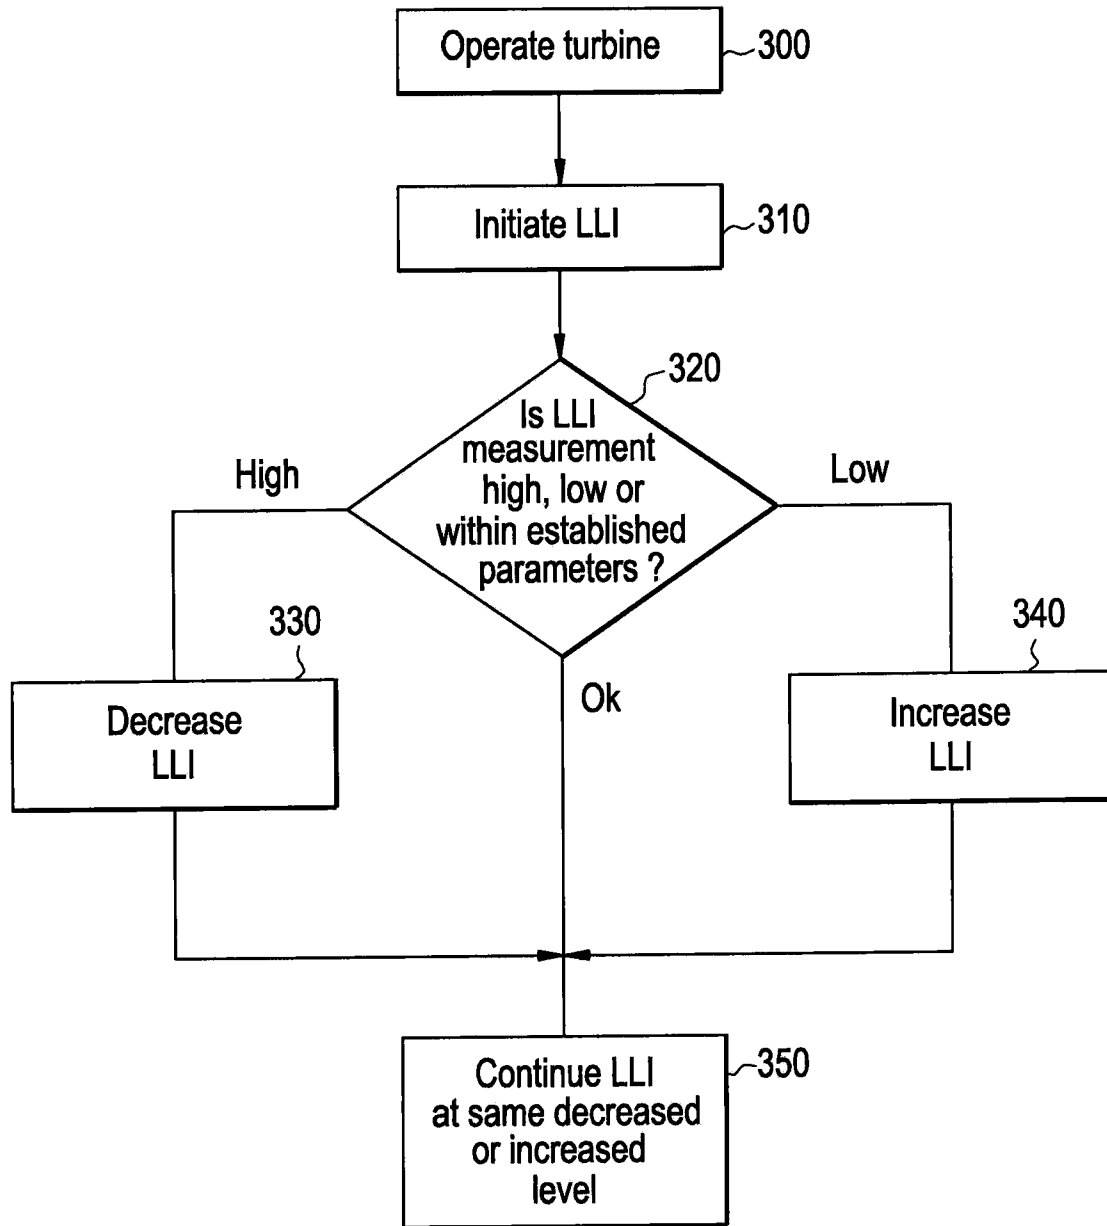 Operate turbine
300
Initiate LLI
310
320
Is LLI
measurement
high, low or
within established
parameters ?
High
Low
330
340
Decrease
LLI
Ok
Increase
LLI
Continue LLI
at same decreased
or increased
level
350